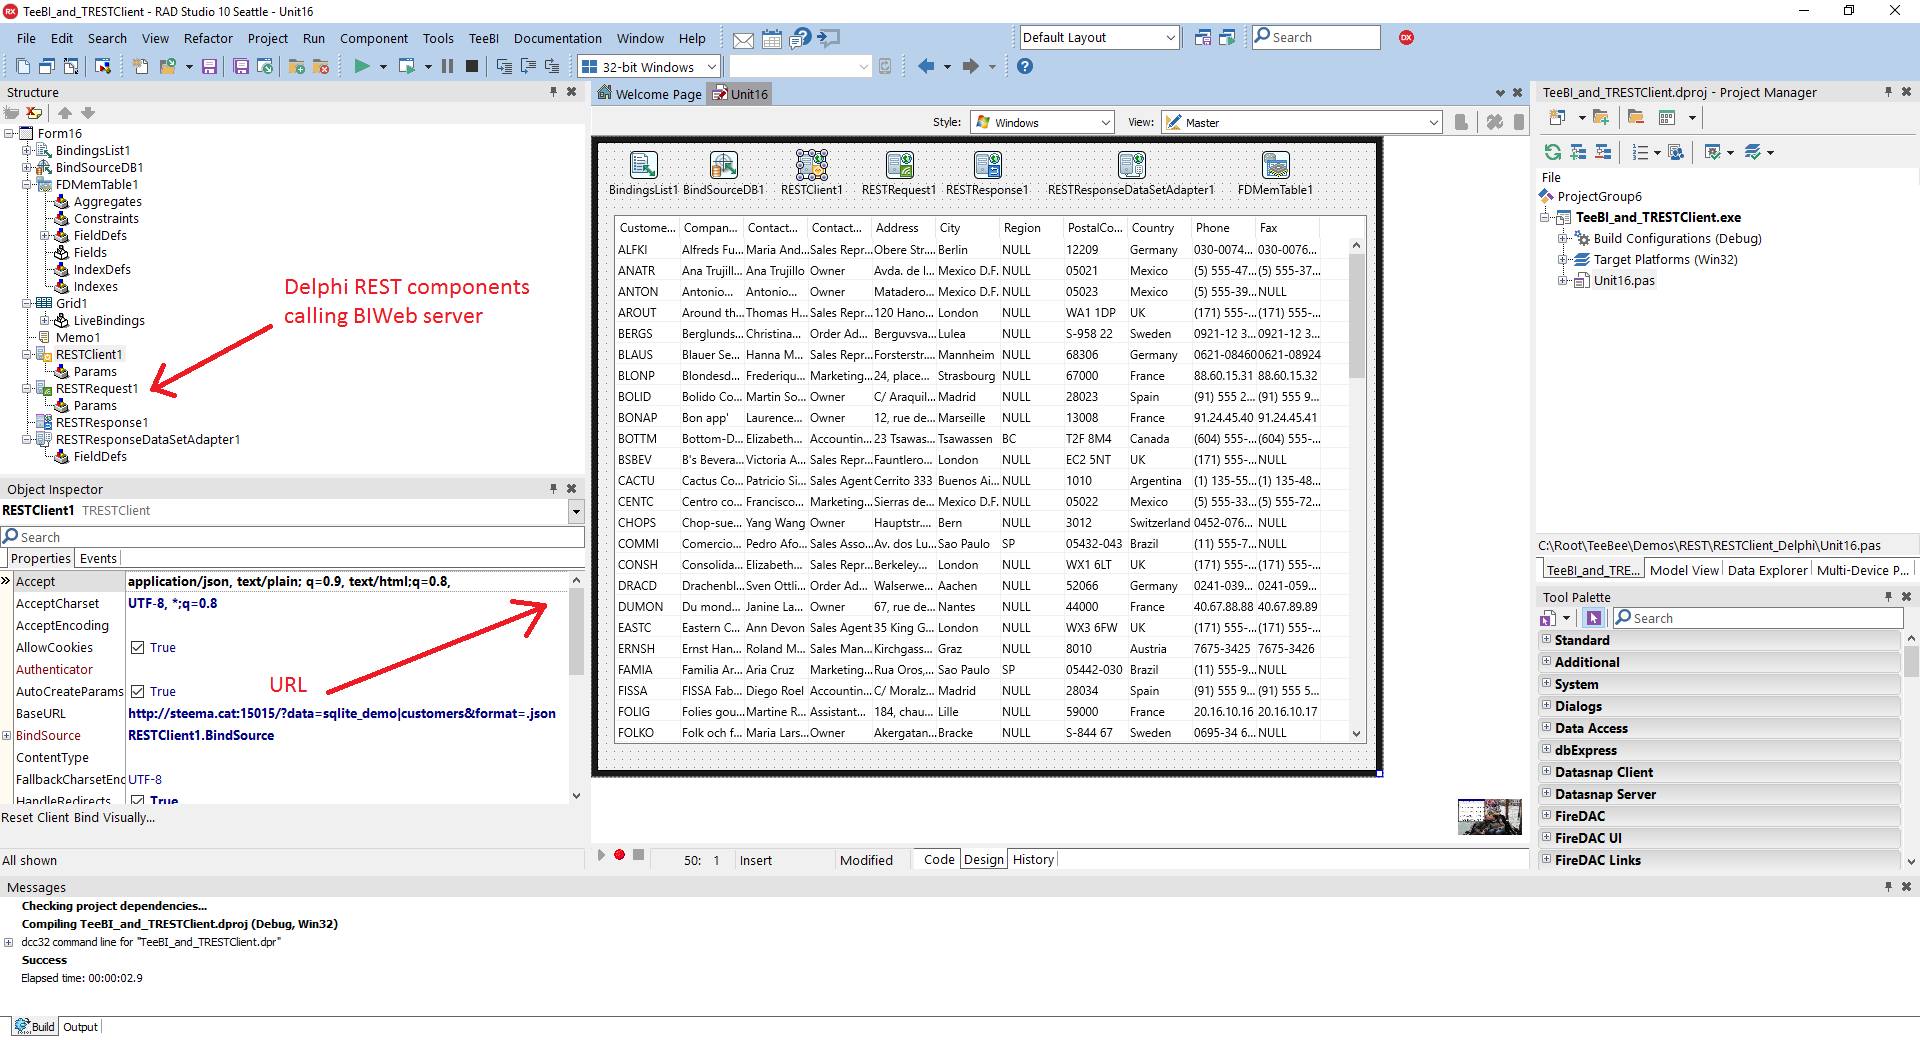 TeeBI_and_TRESTClient - RAD Studio 10 Seattle - Unit16
File Edit Search View Refactor Project Run Component Tools TeeBI Documentation Window Help
Default Layout
Search
32-bit Windows
Structure
Form16
BindingsList1
BindSourceDB1
FDMemTable1
Aggregates
Constraints
FieldDefs
Fields
IndexDefs
Indexes
Grid1
LiveBindings
Memo1
RESTClient1
Params
RESTRequest1
Params
RESTResponse1
RESTResponseDataSetAdapter1
FieldDefs
Delphi REST components
calling BIWeb server
Object Inspector
RESTClient1 TRESTClient
Search
Properties Events
Accept application/json, text/plain; q=0.9, text/html;q=0.8,
AcceptCharset UTF-8, *;q=0.8
AcceptEncoding
AllowCookies True
Authenticator
AutoCreateParams True
BaseURL http://steema.cat:15015/?data=sqlite_demo|customers&format=.json
BindSource RESTClient1.BindSource
ContentType
FallbackCharsetEnc UTF-8
HandleRedirects True
URL
Reset Client Bind Visually...
All shown
Welcome Page Unit16
Style: Windows View: Master
BindingsList1 BindSourceDB1 RESTClient1 RESTRequest1 RESTResponse1 RESTResponseDataSetAdapter1 FDMemTable1
Custome... Compan... Contact... Contact... Address City Region PostalCo... Country Phone Fax
ALFKI Alfreds Fu... Maria And... Sales Repr... Obere Str... Berlin NULL 12209 Germany 030-0074... 030-0076...
ANATR Ana Trujill... Ana Trujillo Owner Avda. de l... Mexico D.F. NULL 05021 Mexico (5) 555-47... (5) 555-37...
ANTON Antonio... Antonio... Owner Matadero... Mexico D.F. NULL 05023 Mexico (5) 555-39... NULL
AROUT Around th... Thomas H... Sales Repr... 120 Hano... London NULL WA1 1DP UK (171) 555-... (171) 555-...
BERGS Berglunds... Christina... Order Ad... Berguvsva... Lulea NULL S-958 22 Sweden 0921-12 3... 0921-12 3...
BLAUS Blauer Se... Hanna M... Sales Repr... Forsterstr... Mannheim NULL 68306 Germany 0621-08460 0621-08924
BLONP Blondesd... Frederiqu... Marketing... 24, place... Strasbourg NULL 67000 France 88.60.15.31 88.60.15.32
BOLID Bolido Co... Martin So... Owner C/ Araquil... Madrid NULL 28023 Spain (91) 555 2... (91) 555 9...
BONAP Bon app' Laurence... Owner 12, rue de... Marseille NULL 13008 France 91.24.45.40 91.24.45.41
BOTTM Bottom-D... Elizabeth... Accountin... 23 Tsawas... Tsawassen BC T2F 8M4 Canada (604) 555-... (604) 555-...
BSBEV B's Bevera... Victoria A... Sales Repr... Fauntlero... London NULL EC2 5NT UK (171) 555-... NULL
CACTU Cactus Co... Patricio Si... Sales Agent Cerrito 333 Buenos Ai... NULL 1010 Argentina (1) 135-55... (1) 135-48...
CENTC Centro co... Francisco... Marketing... Sierras de... Mexico D.F. NULL 05022 Mexico (5) 555-33... (5) 555-72...
CHOPS Chop-sue... Yang Wang Owner Hauptstr.... Bern NULL 3012 Switzerland 0452-076... NULL
COMMI Comercio... Pedro Afo... Sales Asso... Av. dos Lu... Sao Paulo SP 05432-043 Brazil (11) 555-7... NULL
CONSH Consolida... Elizabeth... Sales Repr... Berkeley... London NULL WX1 6LT UK (171) 555-... (171) 555-...
DRACD Drachenbl... Sven Ottli... Order Ad... Walserwe... Aachen NULL 52066 Germany 0241-039... 0241-059...
DUMON Du mond... Janine La... Owner 67, rue de... Nantes NULL 44000 France 40.67.88.88 40.67.89.89
EASTC Eastern C... Ann Devon Sales Agent 35 King G... London NULL WX3 6FW UK (171) 555-... (171) 555-...
ERNSH Ernst Han... Roland M... Sales Man... Kirchgass... Graz NULL 8010 Austria 7675-3425 7675-3426
FAMIA Familia Ar... Aria Cruz Marketing... Rua Oros,... Sao Paulo SP 05442-030 Brazil (11) 555-9... NULL
FISSA FISSA Fab... Diego Roel Accountin... C/ Moralz... Madrid NULL 28034 Spain (91) 555 9... (91) 555 5...
FOLIG Folies gou... Martine R... Assistant... 184, chau... Lille NULL 59000 France 20.16.10.16 20.16.10.17
FOLKO Folk och f... Maria Lars... Owner Akergatan... Bracke NULL S-844 67 Sweden 0695-34 6... NULL
50: 1 Insert Modified Code Design History
TeeBI_and_TRESTClient.dproj - Project Manager
File
ProjectGroup6
TeeBI_and_TRESTClient.exe
Build Configurations (Debug)
Target Platforms (Win32)
Unit16.pas
C:\Root\TeeBee\Demos\REST\RESTClient_Delphi\Unit16.pas
TeeBI_and_TRE... Model View Data Explorer Multi-Device P...
Tool Palette
Search
Standard
Additional
System
Dialogs
Data Access
dbExpress
Datasnap Client
Datasnap Server
FireDAC
FireDAC UI
FireDAC Links
Messages
Checking project dependencies...
Compiling TeeBI_and_TRESTClient.dproj (Debug, Win32)
dcc32 command line for "TeeBI_and_TRESTClient.dpr"
Success
Elapsed time: 00:00:02.9
Build Output